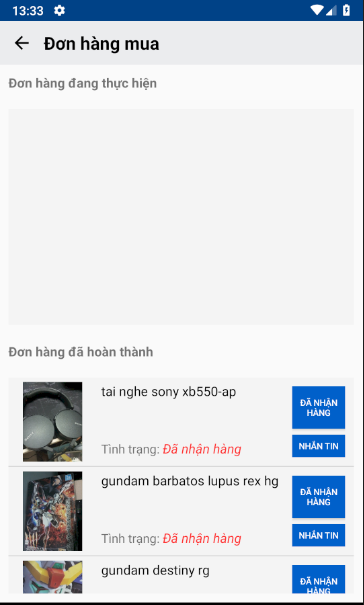 13:33
Đơn hàng mua
Đơn hàng đang thực hiện
Đơn hàng đã hoàn thành
tai nghe sony xb550-ap
ĐÃ NHẬN
HÀNG
Tình trạng: Đã nhận hàng
NHẮN TIN
gundam barbatos lupus rex hg
ĐÃ NHẬN
HÀNG
Tình trạng: Đã nhận hàng
NHẮN TIN
gundam destiny rg
ĐÃ NHẬN
HÀNG